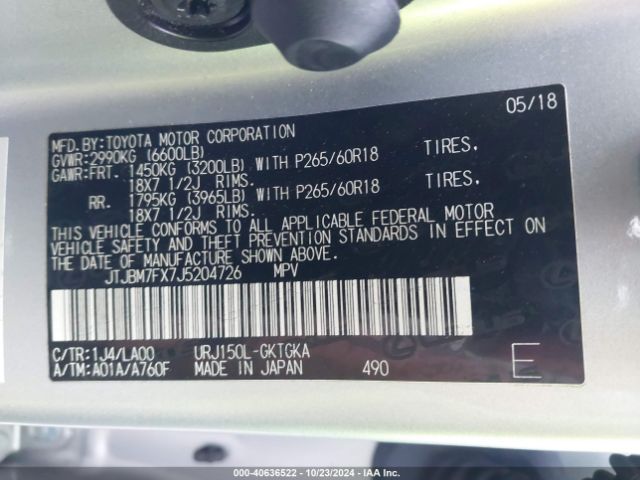 05/18
MFD.BY:TOYOTA MOTOR CORPORATION
GVWR:2990KG (6600LB)
GAWR:FRT. 1450KG (3200LB) WITH P265/60R18 TIRES.
18X7 1/2J RIMS.
RR. 1795KG (3965LB) WITH P265/60R18 TIRES.
18X7 1/2J RIMS.
THIS VEHICLE CONFORMS TO ALL APPLICABLE FEDERAL MOTOR
VEHICLE SAFETY AND THEFT PREVENTION STANDARDS IN EFFECT ON
THE DATE OF MANUFACTURE SHOWN ABOVE.
JTJBM7FX7J5204726 MPV
C/TR:1J4/LA00 URJ150L-GKTGKA
A/TM:A01A/A760F MADE IN JAPAN 490 E
000-40636522 | 10/23/2024 | IAA Inc.